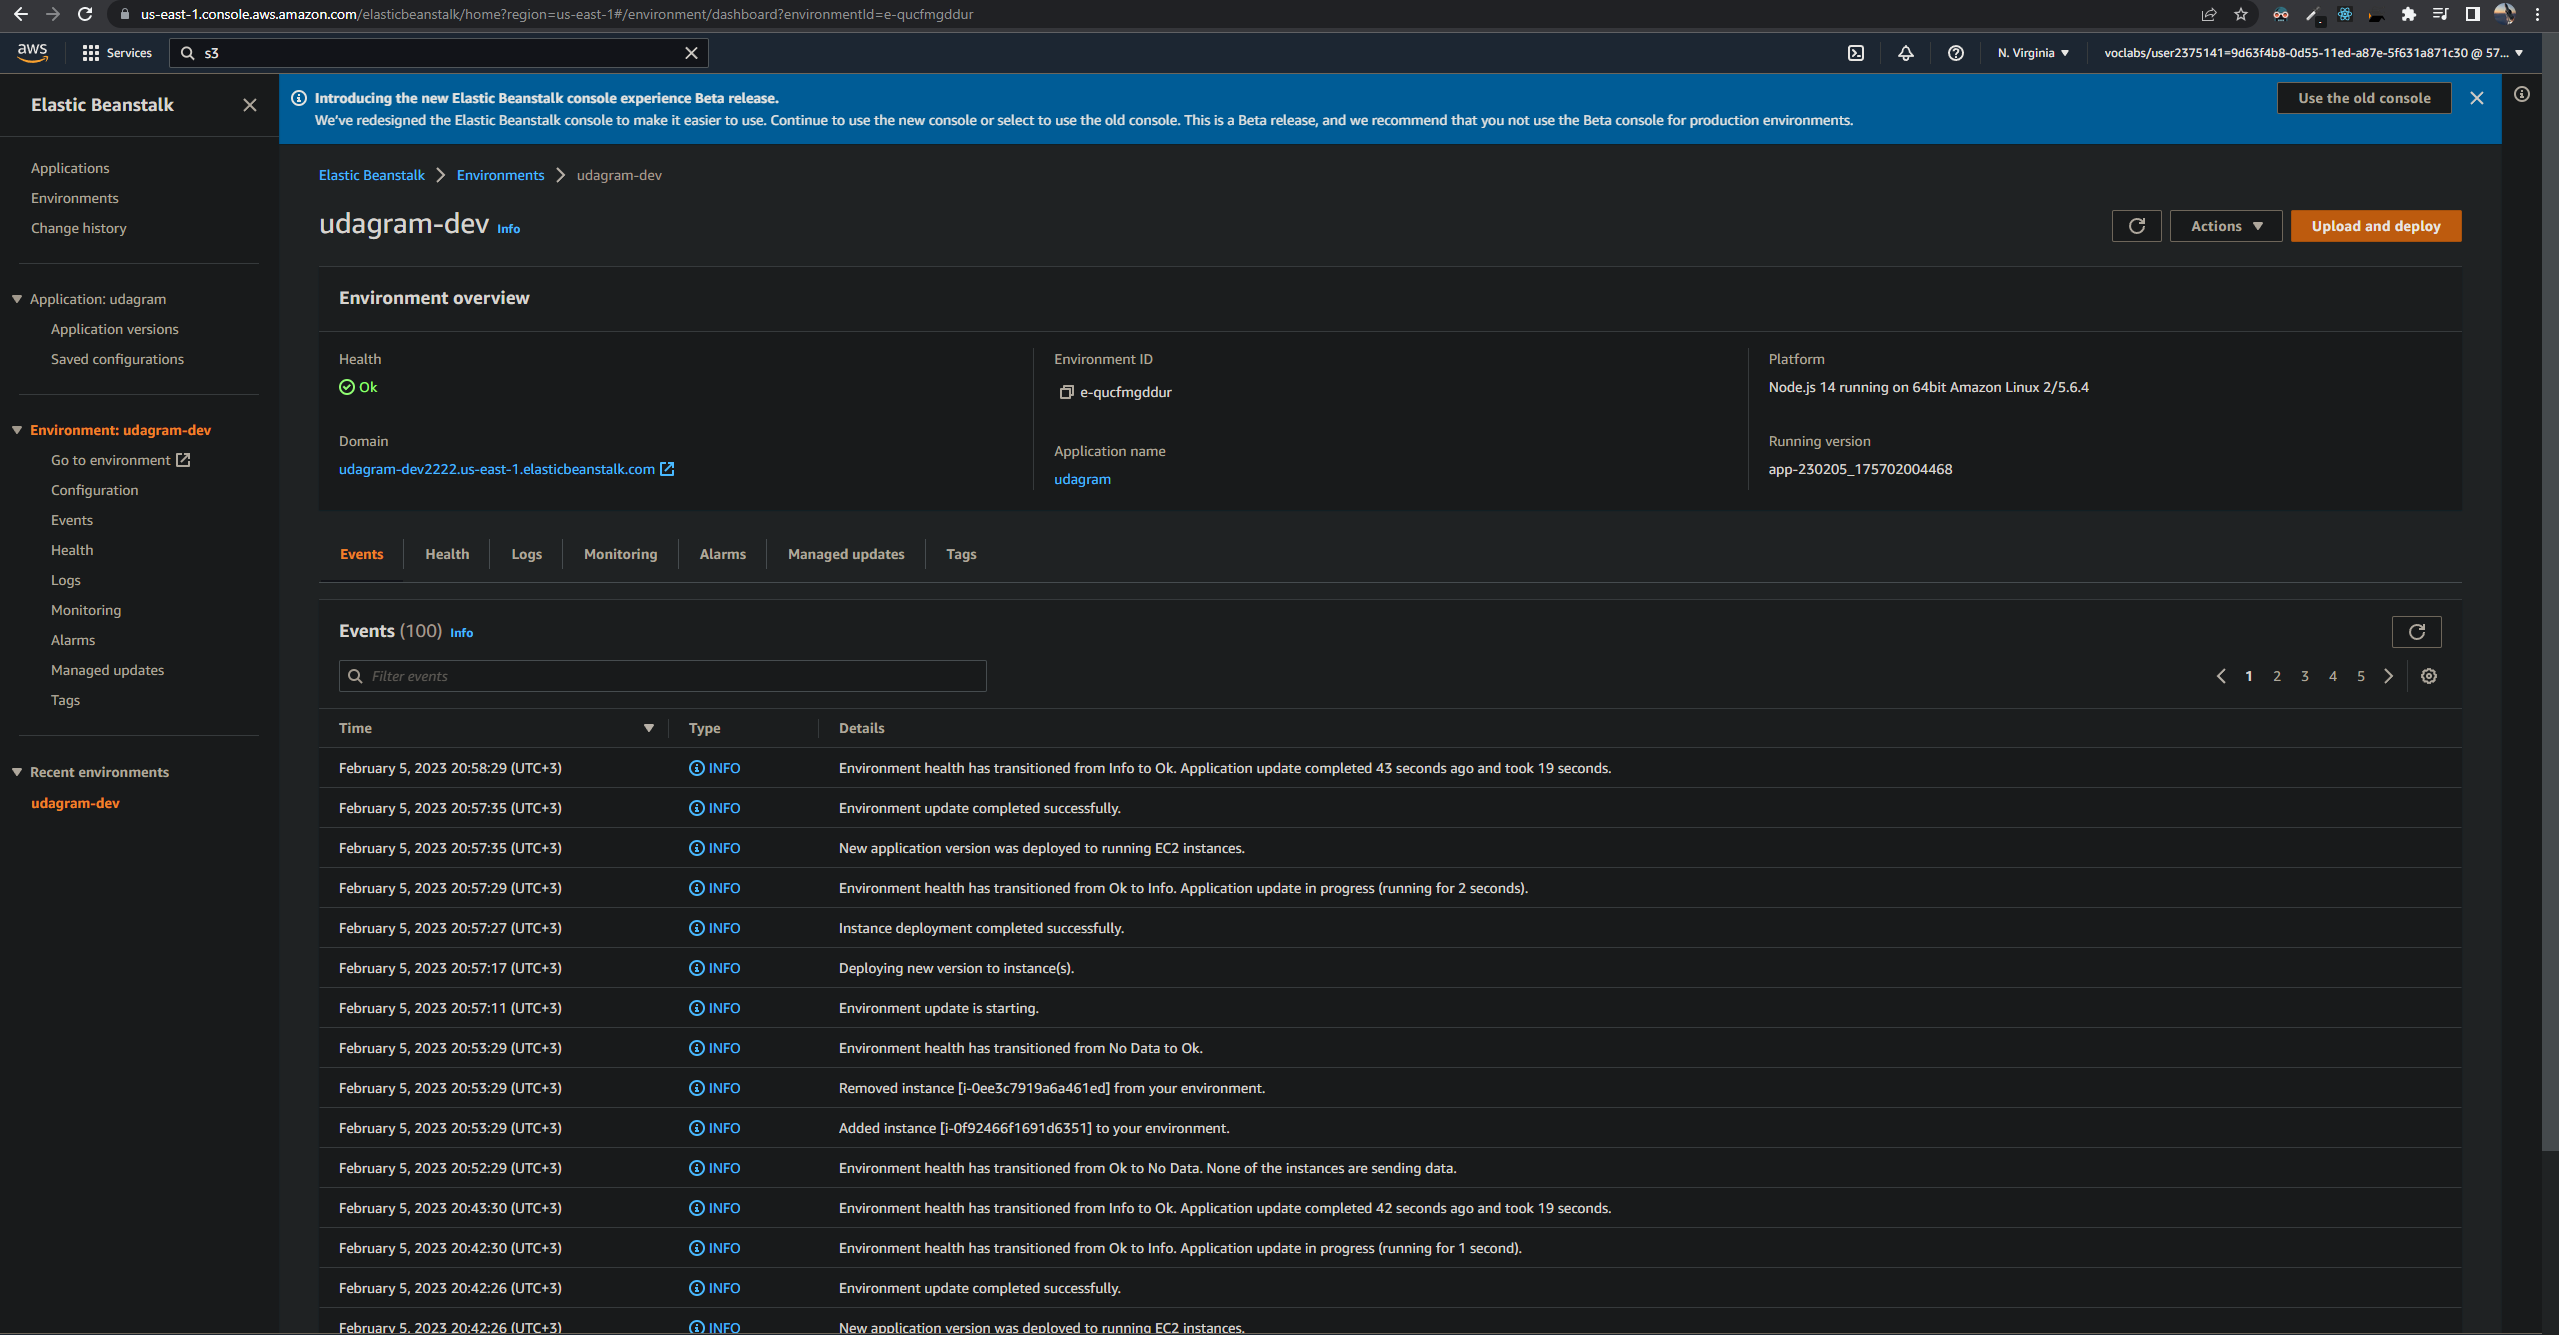 us-east-1.console.aws.amazon.com/elasticbeanstalk/home?region=us-east-1#/environment/dashboard?environmentId=e-qucfmgddur
aws
Services
s3
N. Virginia
voclabs/user2375141=9d63f4b8-0d55-11ed-a87e-5f631a871c30 @ 57...
Elastic Beanstalk
Applications
Environments
Change history
Application: udagram
Application versions
Saved configurations
Environment: udagram-dev
Go to environment
Configuration
Events
Health
Logs
Monitoring
Alarms
Managed updates
Tags
Recent environments
udagram-dev
Introducing the new Elastic Beanstalk console experience Beta release.
We've redesigned the Elastic Beanstalk console to make it easier to use. Continue to use the new console or select to use the old console. This is a Beta release, and we recommend that you not use the Beta console for production environments.
Use the old console
Elastic Beanstalk Environments udagram-dev
udagram-dev Info
Actions
Upload and deploy
Environment overview
Health
Ok
Domain
udagram-dev2222.us-east-1.elasticbeanstalk.com
Environment ID
e-qucfmgddur
Application name
udagram
Platform
Node.js 14 running on 64bit Amazon Linux 2/5.6.4
Running version
app-230205_175702004468
Events Health Logs Monitoring Alarms Managed updates Tags
Events (100) Info
Filter events
1 2 3 4 5
Time Type Details
February 5, 2023 20:58:29 (UTC+3) INFO Environment health has transitioned from Info to Ok. Application update completed 43 seconds ago and took 19 seconds.
February 5, 2023 20:57:35 (UTC+3) INFO Environment update completed successfully.
February 5, 2023 20:57:35 (UTC+3) INFO New application version was deployed to running EC2 instances.
February 5, 2023 20:57:29 (UTC+3) INFO Environment health has transitioned from Ok to Info. Application update in progress (running for 2 seconds).
February 5, 2023 20:57:27 (UTC+3) INFO Instance deployment completed successfully.
February 5, 2023 20:57:17 (UTC+3) INFO Deploying new version to instance(s).
February 5, 2023 20:57:11 (UTC+3) INFO Environment update is starting.
February 5, 2023 20:53:29 (UTC+3) INFO Environment health has transitioned from No Data to Ok.
February 5, 2023 20:53:29 (UTC+3) INFO Removed instance [i-0ee3c7919a6a461ed] from your environment.
February 5, 2023 20:53:29 (UTC+3) INFO Added instance [i-0f92466f1691d6351] to your environment.
February 5, 2023 20:52:29 (UTC+3) INFO Environment health has transitioned from Ok to No Data. None of the instances are sending data.
February 5, 2023 20:43:30 (UTC+3) INFO Environment health has transitioned from Info to Ok. Application update completed 42 seconds ago and took 19 seconds.
February 5, 2023 20:42:30 (UTC+3) INFO Environment health has transitioned from Ok to Info. Application update in progress (running for 1 second).
February 5, 2023 20:42:26 (UTC+3) INFO Environment update completed successfully.
February 5, 2023 20:42:26 (UTC+3) INFO New application version was deployed to running EC2 instances.